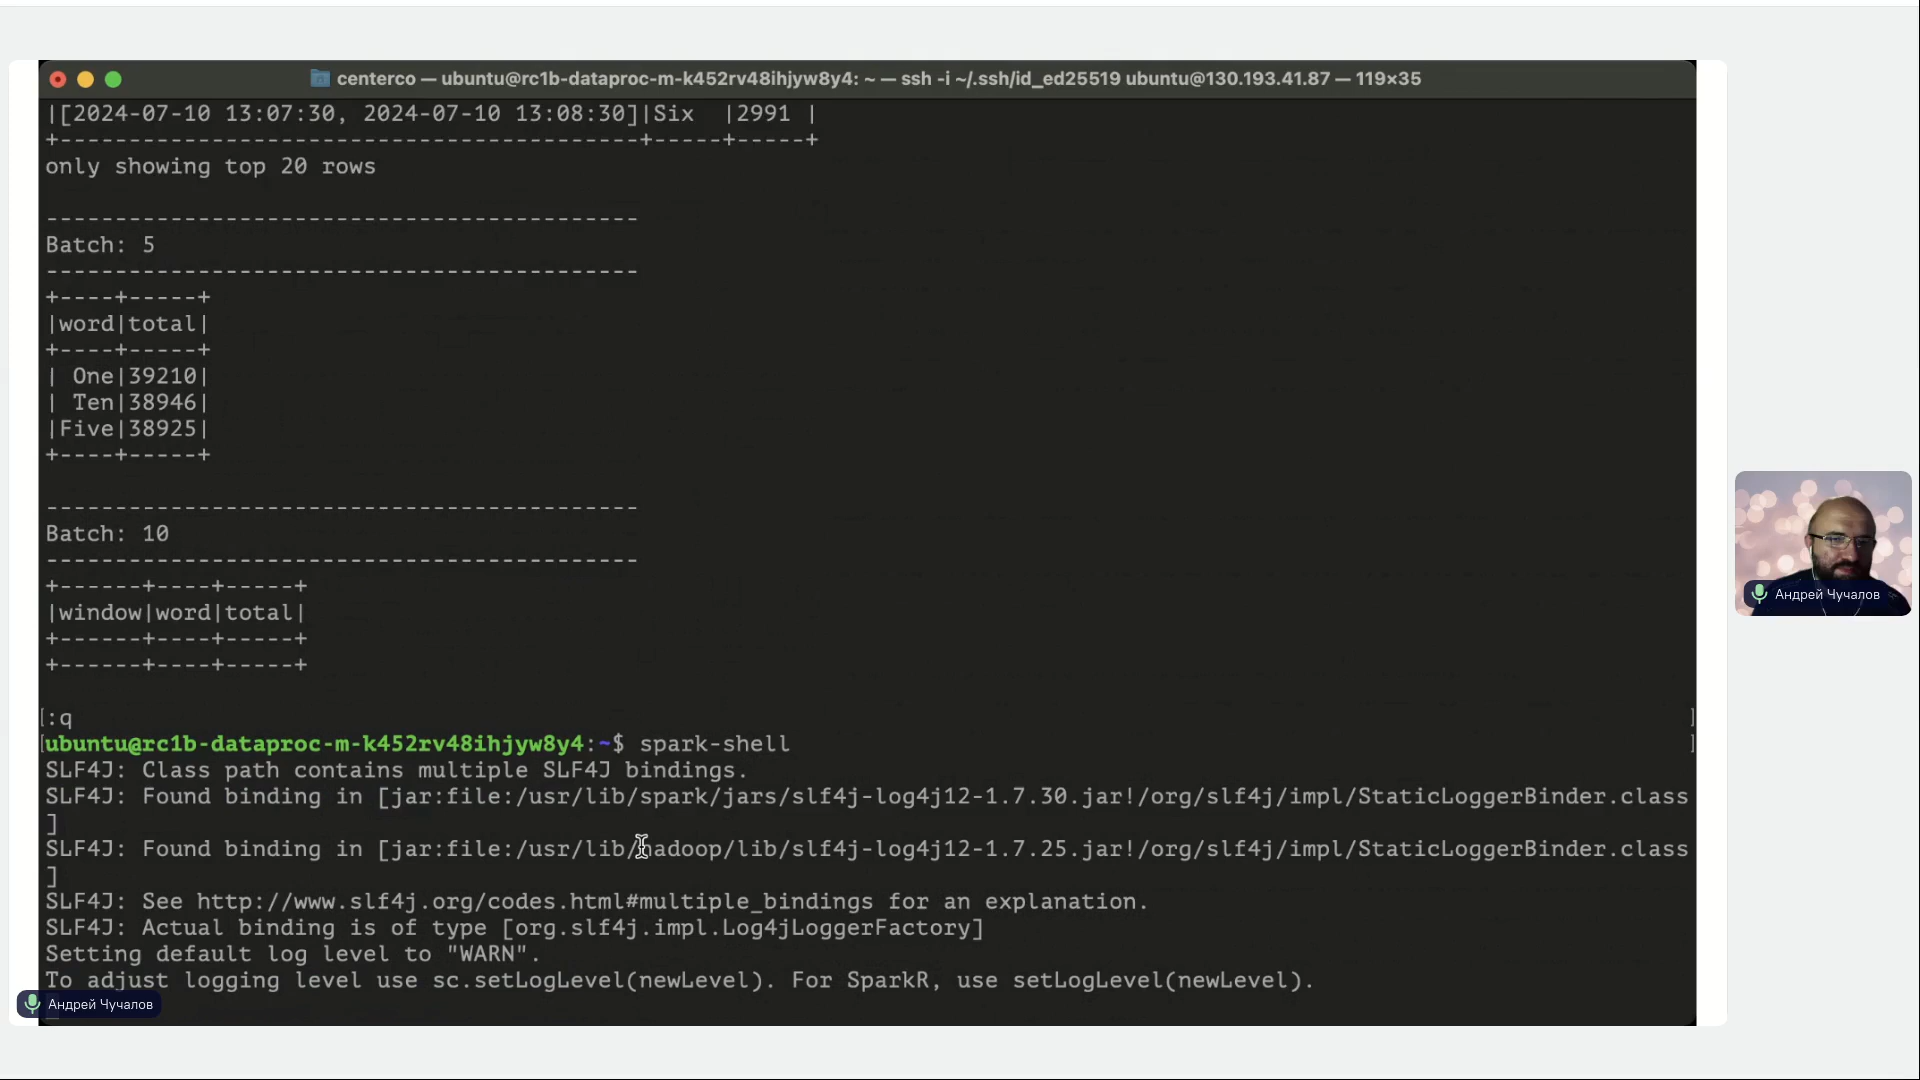 centerco — ubuntu@rc1b-dataproc-m-k452rv48ihjyw8y4: ~ — ssh -i ~/.ssh/id_ed25519 ubuntu@130.193.41.87 — 119×35
|[2024-07-10 13:07:30, 2024-07-10 13:08:30]|Six  |2991 |
+------------------------------------------+-----+-----+
only showing top 20 rows
-------------------------------------------
Batch: 5
-------------------------------------------
+----+-----+
|word|total|
+----+-----+
| One|39210|
| Ten|38946|
|Five|38925|
+----+-----+
-------------------------------------------
Batch: 10
-------------------------------------------
+------+----+-----+
|window|word|total|
+------+----+-----+
+------+----+-----+
[:q ]
[ubuntu@rc1b-dataproc-m-k452rv48ihjyw8y4:~$ spark-shell ]
SLF4J: Class path contains multiple SLF4J bindings.
SLF4J: Found binding in [jar:file:/usr/lib/spark/jars/slf4j-log4j12-1.7.30.jar!/org/slf4j/impl/StaticLoggerBinder.class
]
SLF4J: Found binding in [jar:file:/usr/lib/hadoop/lib/slf4j-log4j12-1.7.25.jar!/org/slf4j/impl/StaticLoggerBinder.class
]
SLF4J: See http://www.slf4j.org/codes.html#multiple_bindings for an explanation.
SLF4J: Actual binding is of type [org.slf4j.impl.Log4jLoggerFactory]
Setting default log level to "WARN".
To adjust logging level use sc.setLogLevel(newLevel). For SparkR, use setLogLevel(newLevel).
Андрей Чучалов
Андрей Чучалов